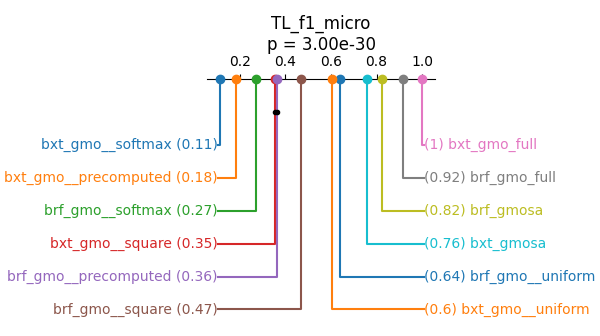 TL_f1_micro
p = 3.00e-30
0.2 0.4 0.6 0.8 1.0
bxt_gmo__softmax (0.11)
(1) bxt_gmo_full
bxt_gmo__precomputed (0.18)
(0.92) brf_gmo_full
brf_gmo__softmax (0.27)
(0.82) brf_gmosa
bxt_gmo__square (0.35)
(0.76) bxt_gmosa
brf_gmo__precomputed (0.36)
(0.64) brf_gmo__uniform
brf_gmo__square (0.47)
(0.6) bxt_gmo__uniform